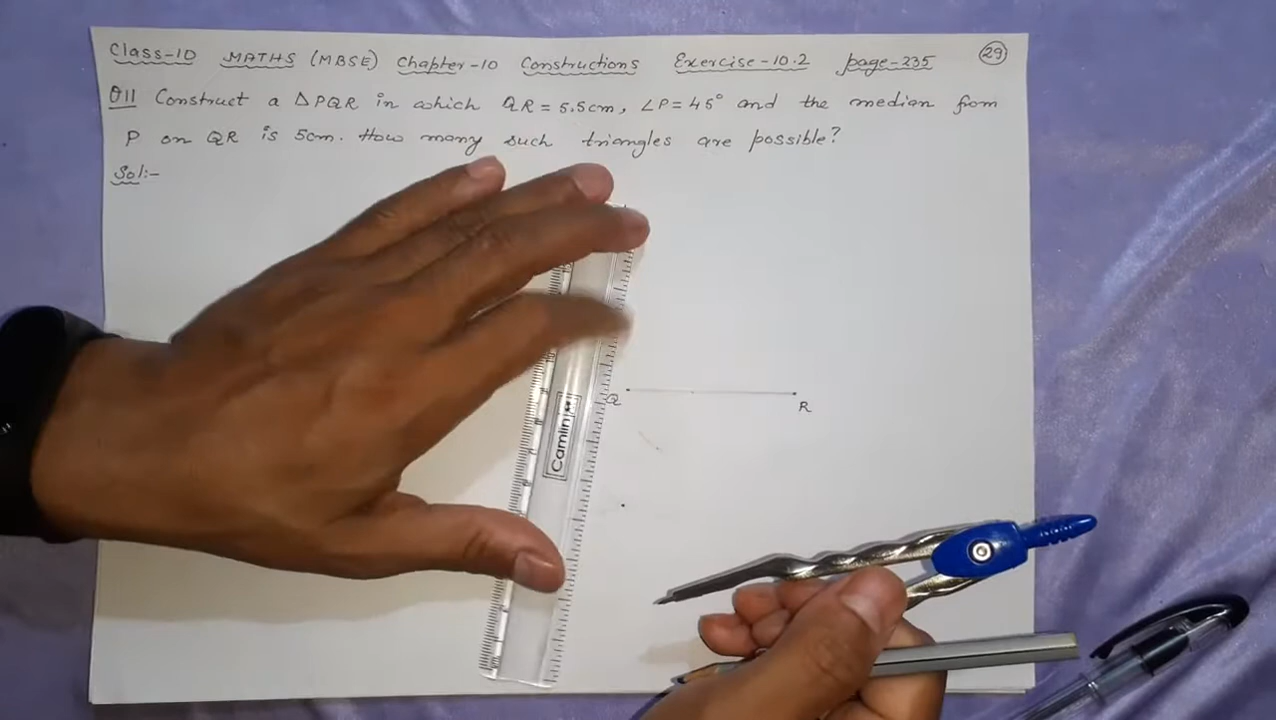 Class-10 MATHS (MBSE) Chapter-10 Constructions Exercise-10.2 page-235 29
Q11 Construct a ΔPQR in which QR = 5.5cm, ∠P = 45° and the median from
P on QR is 5cm. How many such triangles are possible?
Sol:-
Q
R
Camlin